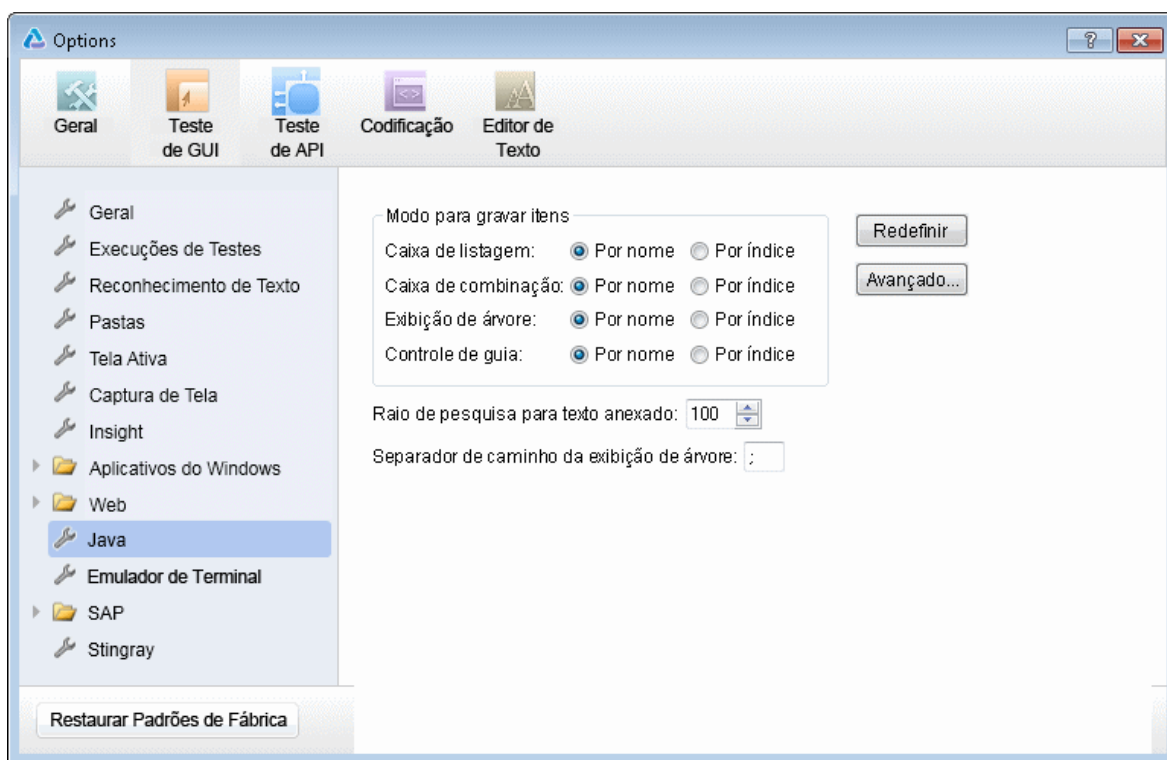 Options
Geral
Teste
de GUI
Teste
de API
Codificação
Editor de
Texto
Geral
Execuções de Testes
Reconhecimento de Texto
Pastas
Tela Ativa
Captura de Tela
Insight
Aplicativos do Windows
Web
Java
Emulador de Terminal
SAP
Stingray
Restaurar Padrões de Fábrica
Modo para gravar itens
Caixa de listagem: Por nome Por índice
Caixa de combinação: Por nome Por índice
Exibição de árvore: Por nome Por índice
Controle de guia: Por nome Por índice
Raio de pesquisa para texto anexado: 100
Separador de caminho da exibição de árvore: ;
Redefinir
Avançado...